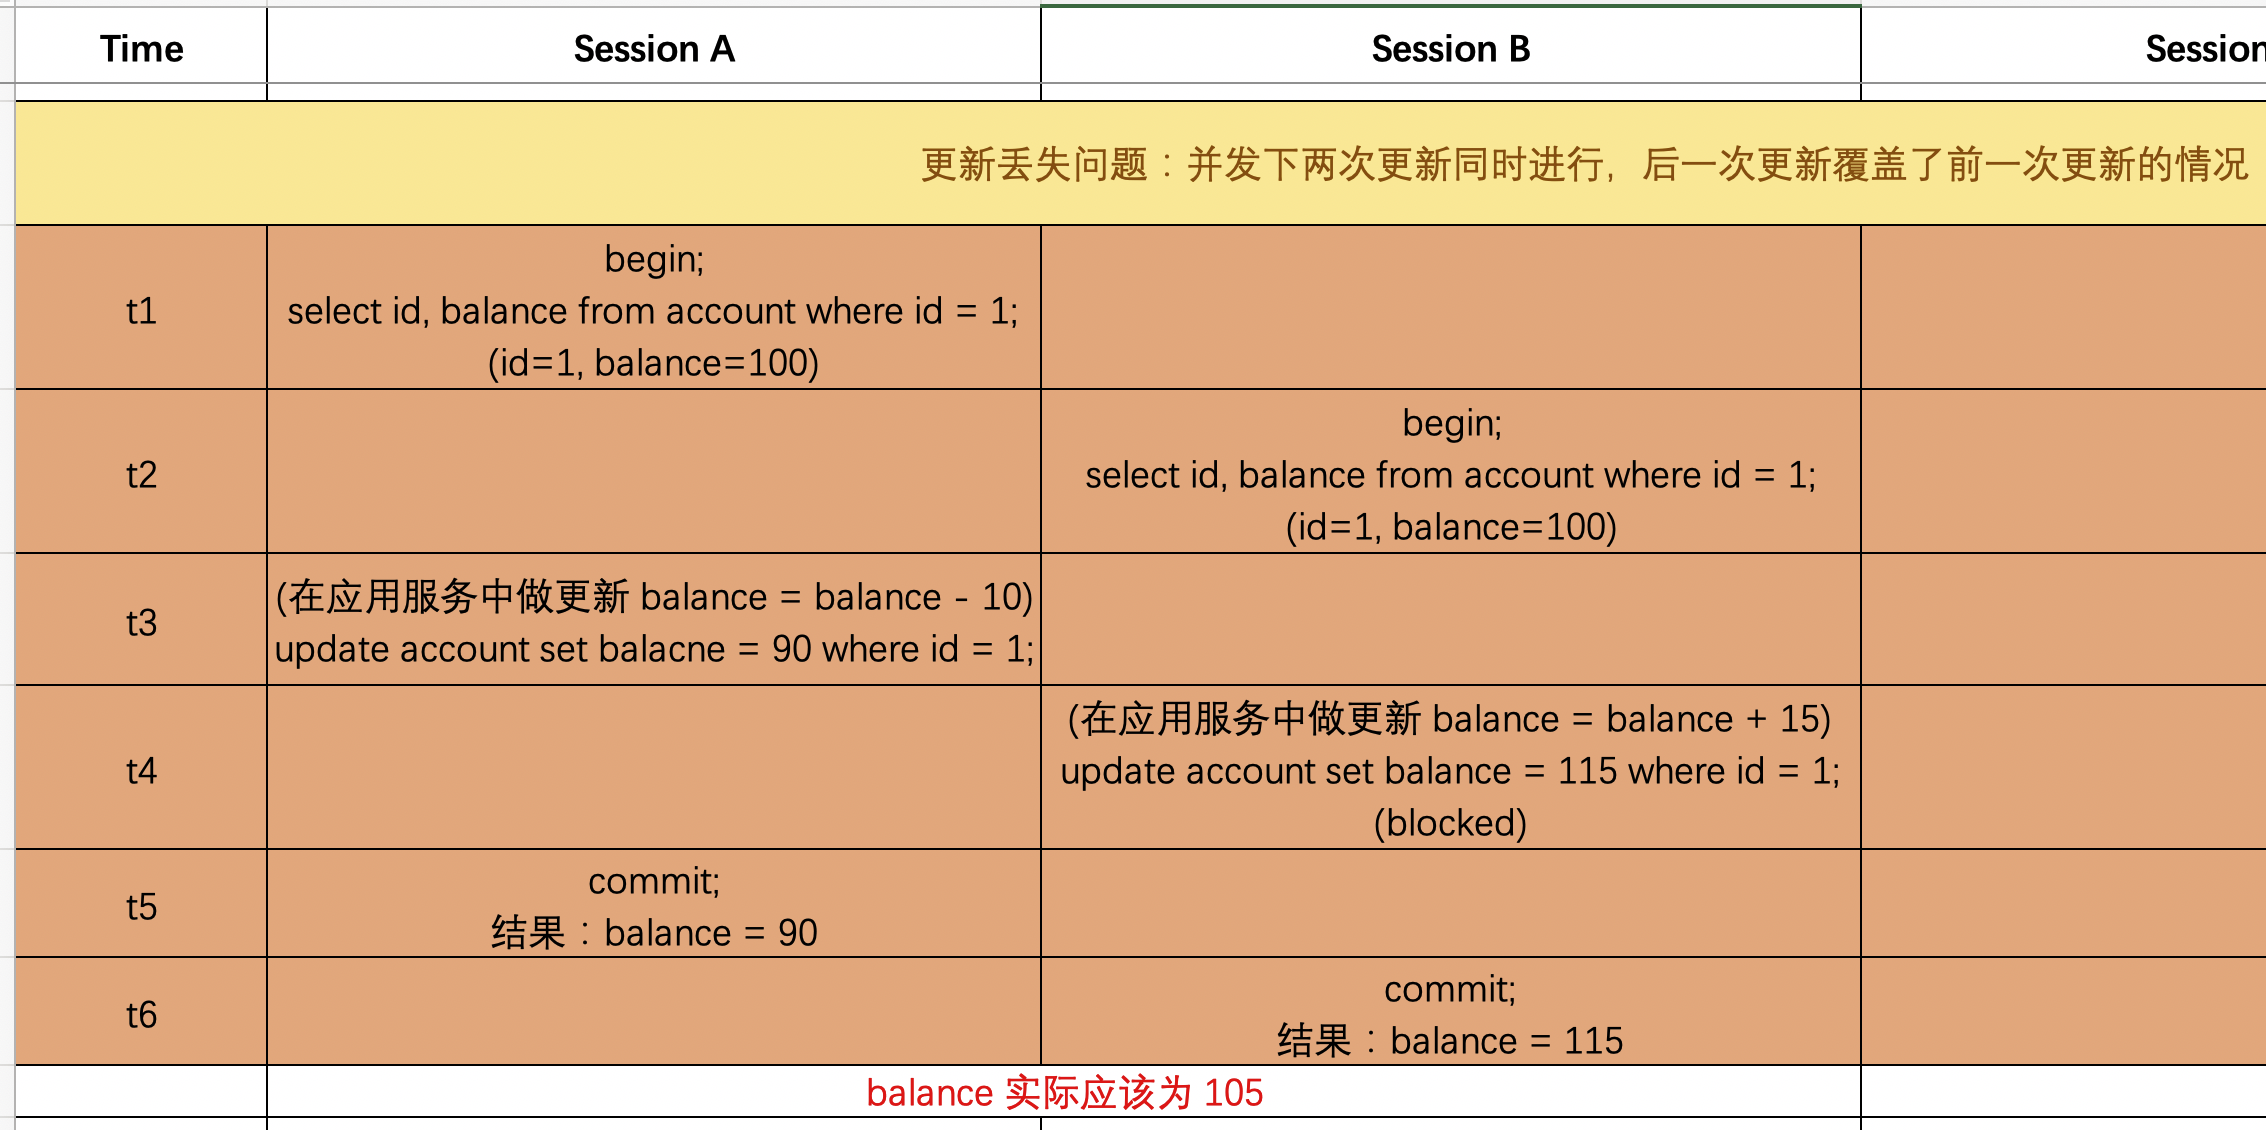 Time
Session A
Session B
Session
更新丢失问题：并发下两次更新同时进行，后一次更新覆盖了前一次更新的情况
t1
begin;
select id, balance from account where id = 1;
(id=1, balance=100)
t2
begin;
select id, balance from account where id = 1;
(id=1, balance=100)
t3
(在应用服务中做更新 balance = balance - 10)
update account set balacne = 90 where id = 1;
t4
(在应用服务中做更新 balance = balance + 15)
update account set balance = 115 where id = 1;
(blocked)
t5
commit;
结果：balance = 90
t6
commit;
结果：balance = 115
balance 实际应该为 105